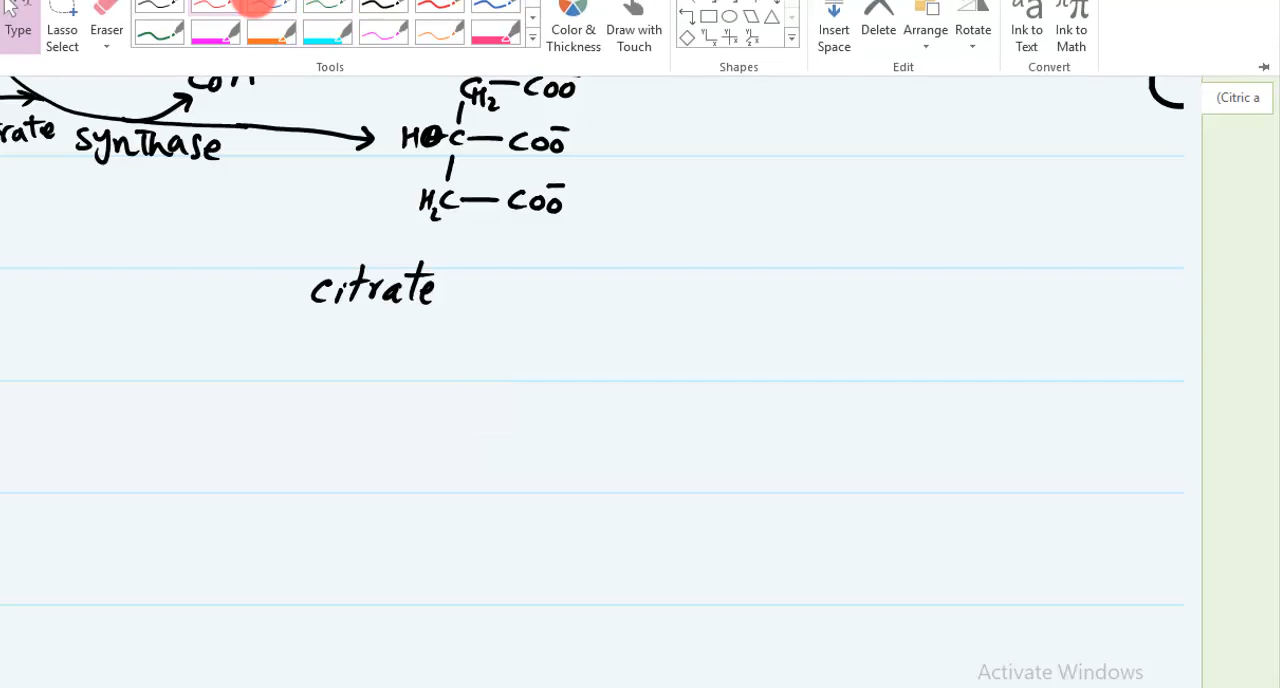 Type
Lasso Select
Eraser
Color & Thickness
Draw with Touch
Insert Space
Delete
Arrange
Rotate
Ink to Text
Ink to Math
Tools
Shapes
Edit
Convert
(Citric a
CoA
CH2—COO
rate synthase
HO-C—COO⁻
H2C—COO⁻
citrate
Activate Windows